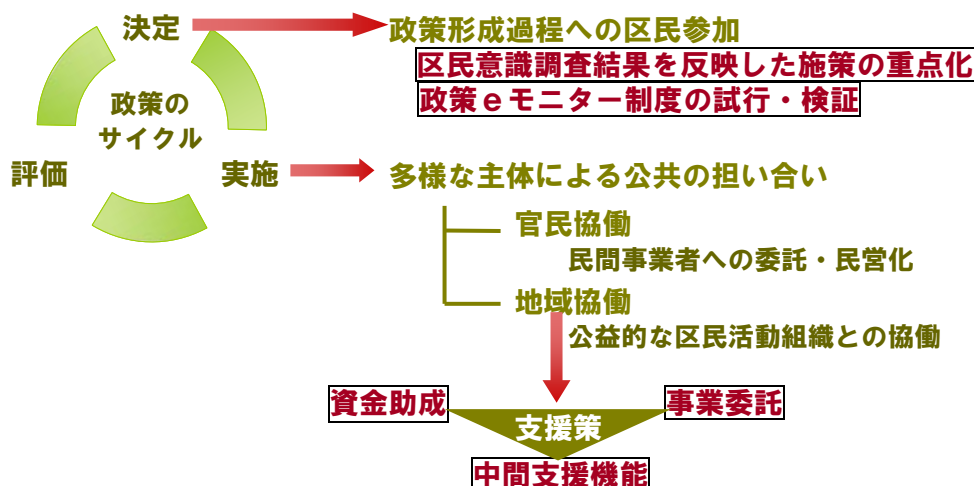 決定
政策形成過程への区民参加
区民意識調査結果を反映した施策の重点化
政策eモニター制度の試行・検証
政策の
サイクル
評価
実施
多様な主体による公共の担い合い
官民協働
民間事業者への委託・民営化
地域協働
公益的な区民活動組織との協働
資金助成
事業委託
支援策
中間支援機能